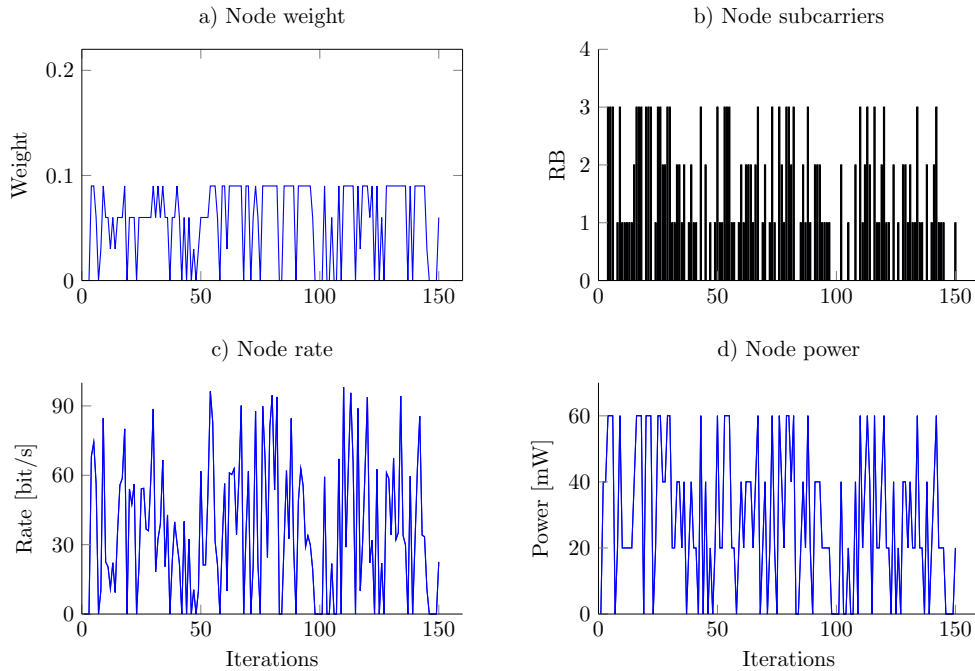 a) Node weight
0.2
0.1
0
Weight
0 50 100 150
b) Node subcarriers
4
3
2
1
0
RB
0 50 100 150
c) Node rate
90
60
30
0
Rate [bit/s]
0 50 100 150
Iterations
d) Node power
60
40
20
0
Power [mW]
0 50 100 150
Iterations